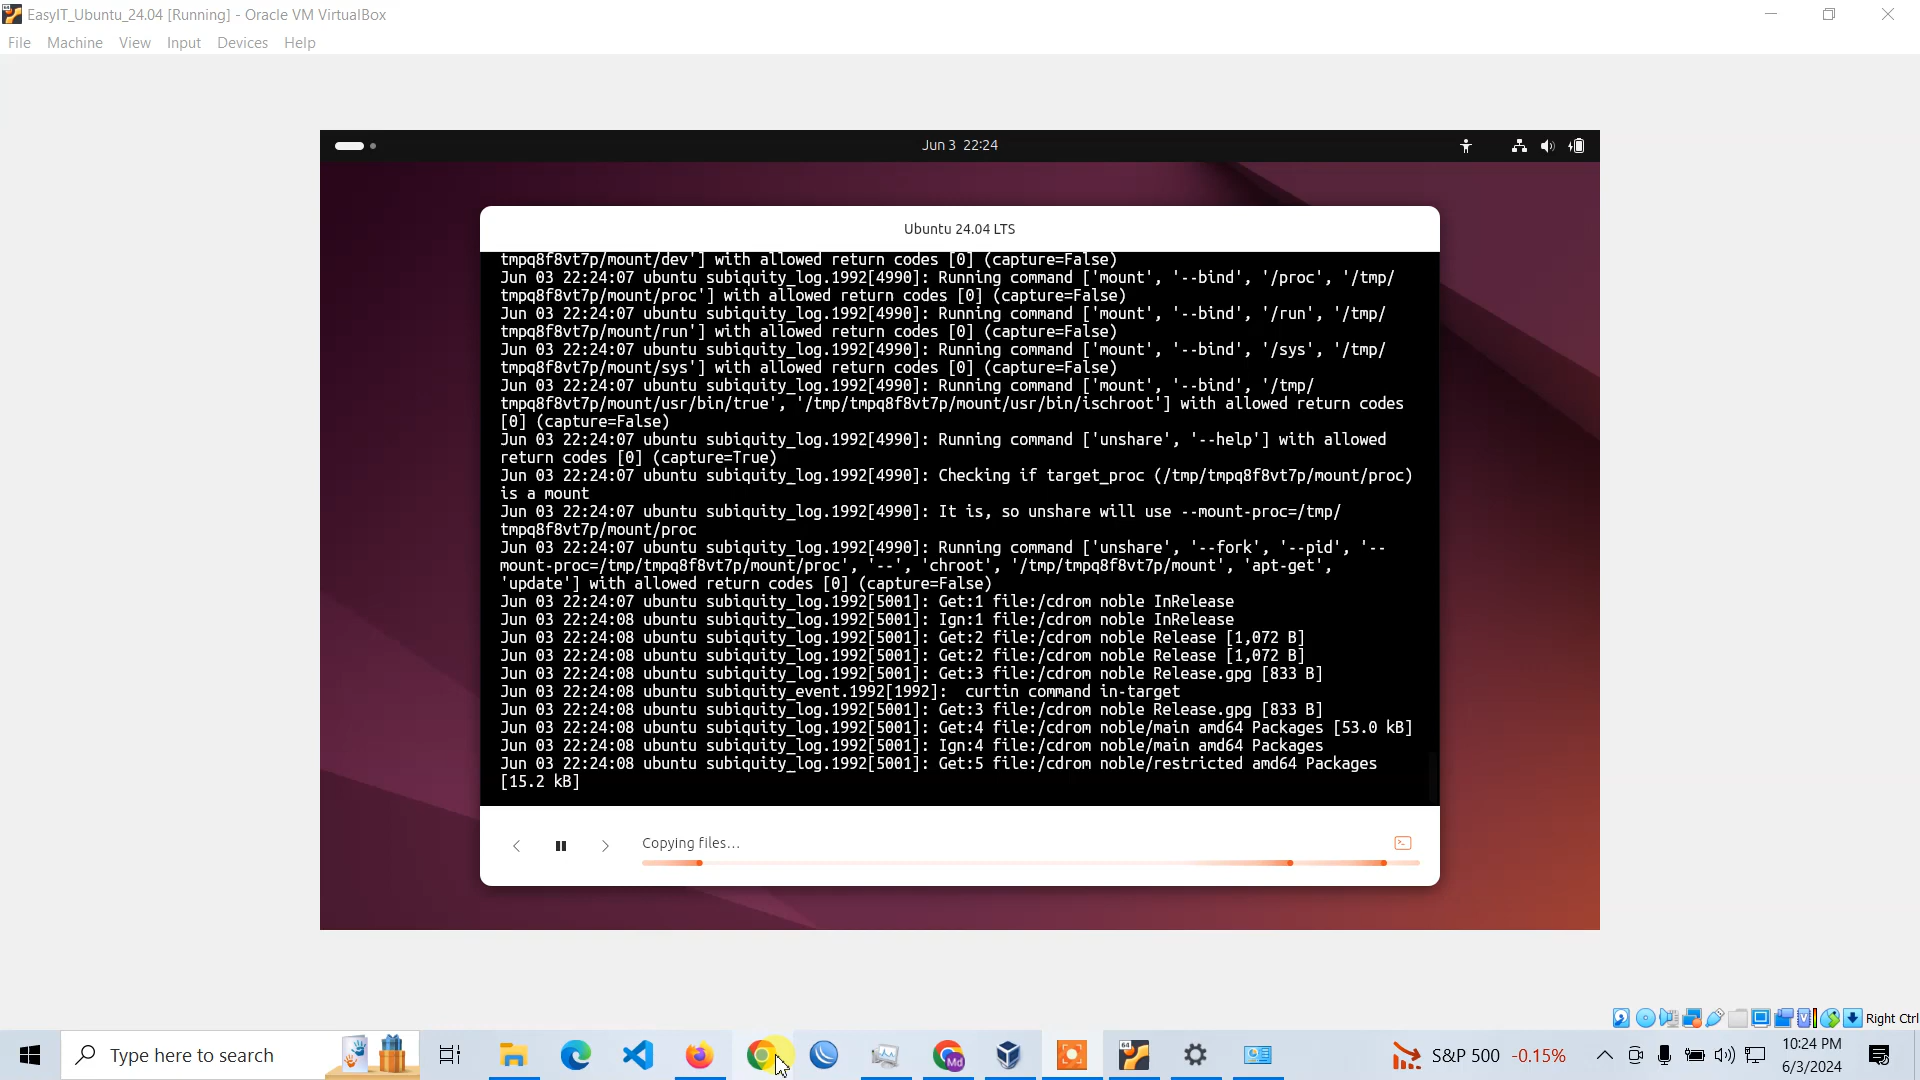 EasyIT_Ubuntu_24.04 [Running] - Oracle VM VirtualBox
File Machine View Input Devices Help
Jun 3 22:24
Ubuntu 24.04 LTS
tmpq8f8vt7p/mount/dev'] with allowed return codes [0] (capture=False)
Jun 03 22:24:07 ubuntu subiquity_log.1992[4990]: Running command ['mount', '--bind', '/proc', '/tmp/
tmpq8f8vt7p/mount/proc'] with allowed return codes [0] (capture=False)
Jun 03 22:24:07 ubuntu subiquity_log.1992[4990]: Running command ['mount', '--bind', '/run', '/tmp/
tmpq8f8vt7p/mount/run'] with allowed return codes [0] (capture=False)
Jun 03 22:24:07 ubuntu subiquity_log.1992[4990]: Running command ['mount', '--bind', '/sys', '/tmp/
tmpq8f8vt7p/mount/sys'] with allowed return codes [0] (capture=False)
Jun 03 22:24:07 ubuntu subiquity_log.1992[4990]: Running command ['mount', '--bind', '/tmp/
tmpq8f8vt7p/mount/usr/bin/true', '/tmp/tmpq8f8vt7p/mount/usr/bin/ischroot'] with allowed return codes
[0] (capture=False)
Jun 03 22:24:07 ubuntu subiquity_log.1992[4990]: Running command ['unshare', '--help'] with allowed
return codes [0] (capture=True)
Jun 03 22:24:07 ubuntu subiquity_log.1992[4990]: Checking if target_proc (/tmp/tmpq8f8vt7p/mount/proc)
is a mount
Jun 03 22:24:07 ubuntu subiquity_log.1992[4990]: It is, so unshare will use --mount-proc=/tmp/
tmpq8f8vt7p/mount/proc
Jun 03 22:24:07 ubuntu subiquity_log.1992[4990]: Running command ['unshare', '--fork', '--pid', '--
mount-proc=/tmp/tmpq8f8vt7p/mount/proc', '--', 'chroot', '/tmp/tmpq8f8vt7p/mount', 'apt-get',
'update'] with allowed return codes [0] (capture=False)
Jun 03 22:24:07 ubuntu subiquity_log.1992[5001]: Get:1 file:/cdrom noble InRelease
Jun 03 22:24:08 ubuntu subiquity_log.1992[5001]: Ign:1 file:/cdrom noble InRelease
Jun 03 22:24:08 ubuntu subiquity_log.1992[5001]: Get:2 file:/cdrom noble Release [1,072 B]
Jun 03 22:24:08 ubuntu subiquity_log.1992[5001]: Get:2 file:/cdrom noble Release [1,072 B]
Jun 03 22:24:08 ubuntu subiquity_log.1992[5001]: Get:3 file:/cdrom noble Release.gpg [833 B]
Jun 03 22:24:08 ubuntu subiquity_event.1992[1992]:  curtin command in-target
Jun 03 22:24:08 ubuntu subiquity_log.1992[5001]: Get:3 file:/cdrom noble Release.gpg [833 B]
Jun 03 22:24:08 ubuntu subiquity_log.1992[5001]: Get:4 file:/cdrom noble/main amd64 Packages [53.0 kB]
Jun 03 22:24:08 ubuntu subiquity_log.1992[5001]: Ign:4 file:/cdrom noble/main amd64 Packages
Jun 03 22:24:08 ubuntu subiquity_log.1992[5001]: Get:5 file:/cdrom noble/restricted amd64 Packages
[15.2 kB]
Copying files...
Right Ctrl
Type here to search
S&P 500 -0.15%
10:24 PM
6/3/2024